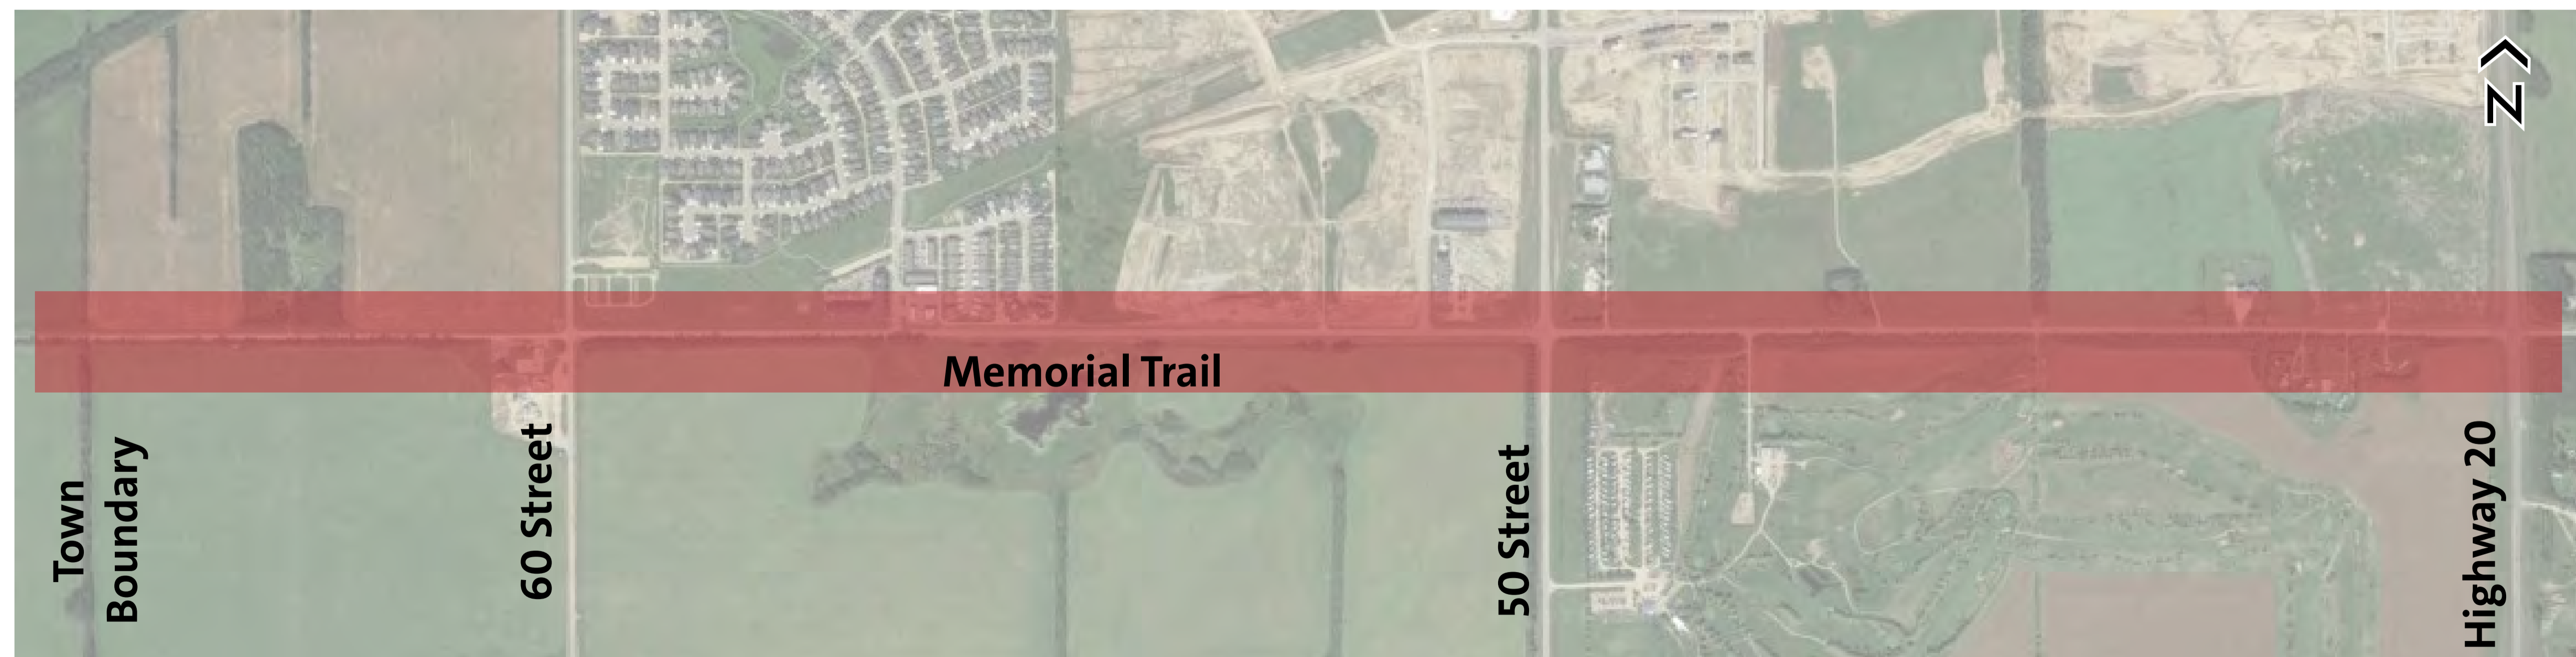 N
Memorial Trail
Town
Boundary
60 Street
50 Street
Highway 20